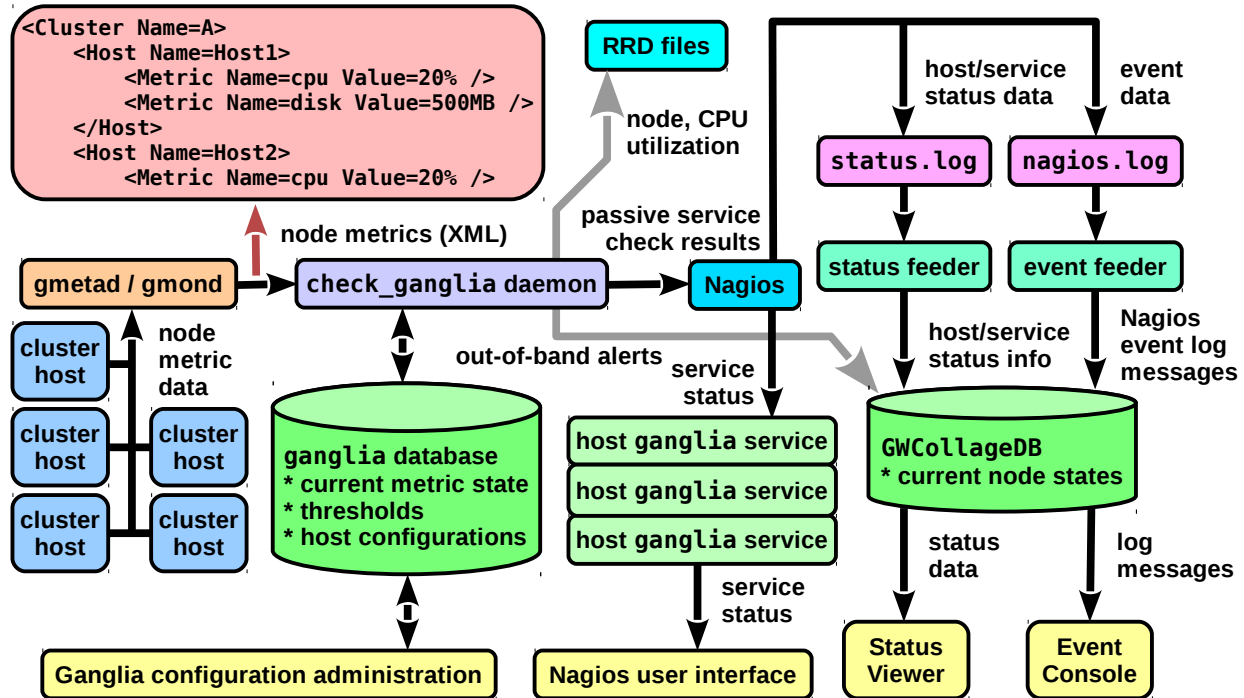 <Cluster Name=A>
<Host Name=Host1>
<Metric Name=cpu Value=20% />
<Metric Name=disk Value=500MB />
</Host>
<Host Name=Host2>
<Metric Name=cpu Value=20% />
RRD files
node, CPU
utilization
host/service
status data
event
data
status.log
nagios.log
node metrics (XML)
passive service
check results
gmetad / gmond
check_ganglia daemon
Nagios
status feeder
event feeder
cluster
host
node
metric
data
out-of-band alerts
service
status
host/service
status info
Nagios
event log
messages
cluster
host
cluster
host
cluster
host
cluster
host
ganglia database
* current metric state
* thresholds
* host configurations
host ganglia service
host ganglia service
host ganglia service
GWCollageDB
* current node states
service
status
status
data
log
messages
Ganglia configuration administration
Nagios user interface
Status
Viewer
Event
Console